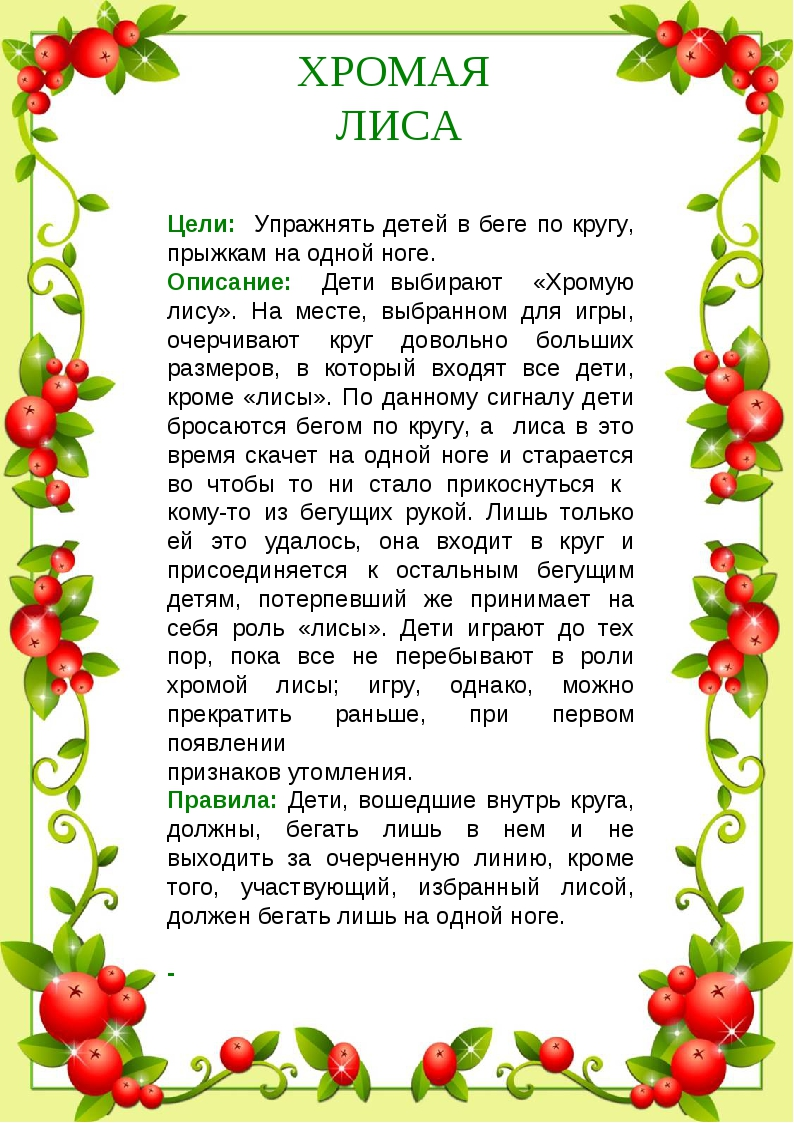 ХРОМАЯ
ЛИСА
Цели: Упражнять детей в беге по кругу,
прыжкам на одной ноге.
Описание: Дети выбирают «Хромую
лису». На месте, выбранном для игры,
очерчивают круг довольно больших
размеров, в который входят все дети,
кроме «лисы». По данному сигналу дети
бросаются бегом по кругу, а лиса в это
время скачет на одной ноге и старается
во чтобы то ни стало прикоснуться к
кому-то из бегущих рукой. Лишь только
ей это удалось, она входит в круг и
присоединяется к остальным бегущим
детям, потерпевший же принимает на
себя роль «лисы». Дети играют до тех
пор, пока все не перебывают в роли
хромой лисы; игру, однако, можно
прекратить раньше, при первом
появлении
признаков утомления.
Правила: Дети, вошедшие внутрь круга,
должны, бегать лишь в нем и не
выходить за очерченную линию, кроме
того, участвующий, избранный лисой,
должен бегать лишь на одной ноге.
-